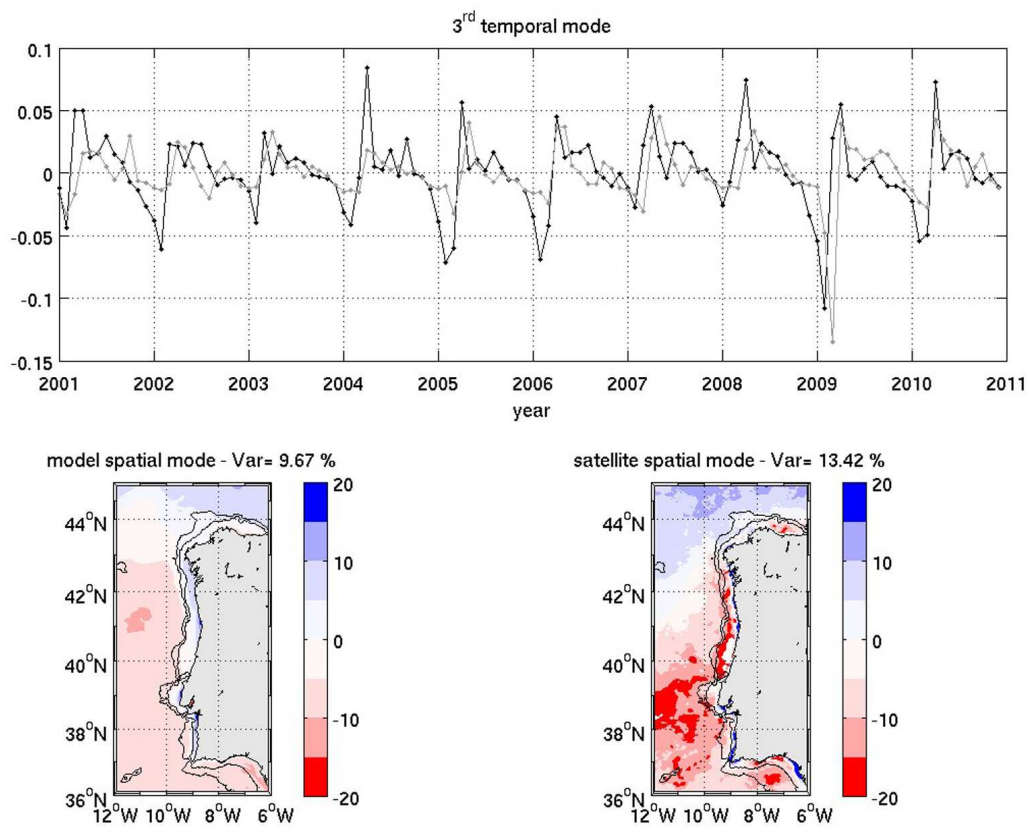 3rd temporal mode
0.1
0.05
0
-0.05
-0.1
-0.15
2001 2002 2003 2004 2005 2006 2007 2008 2009 2010 2011
year
model spatial mode - Var= 9.67 %
44°N
42°N
40°N
38°N
36°N
12°W 10°W 8°W 6°W
20
10
0
-10
-20
satellite spatial mode - Var= 13.42 %
44°N
42°N
40°N
38°N
36°N
12°W 10°W 8°W 6°W
20
10
0
-10
-20